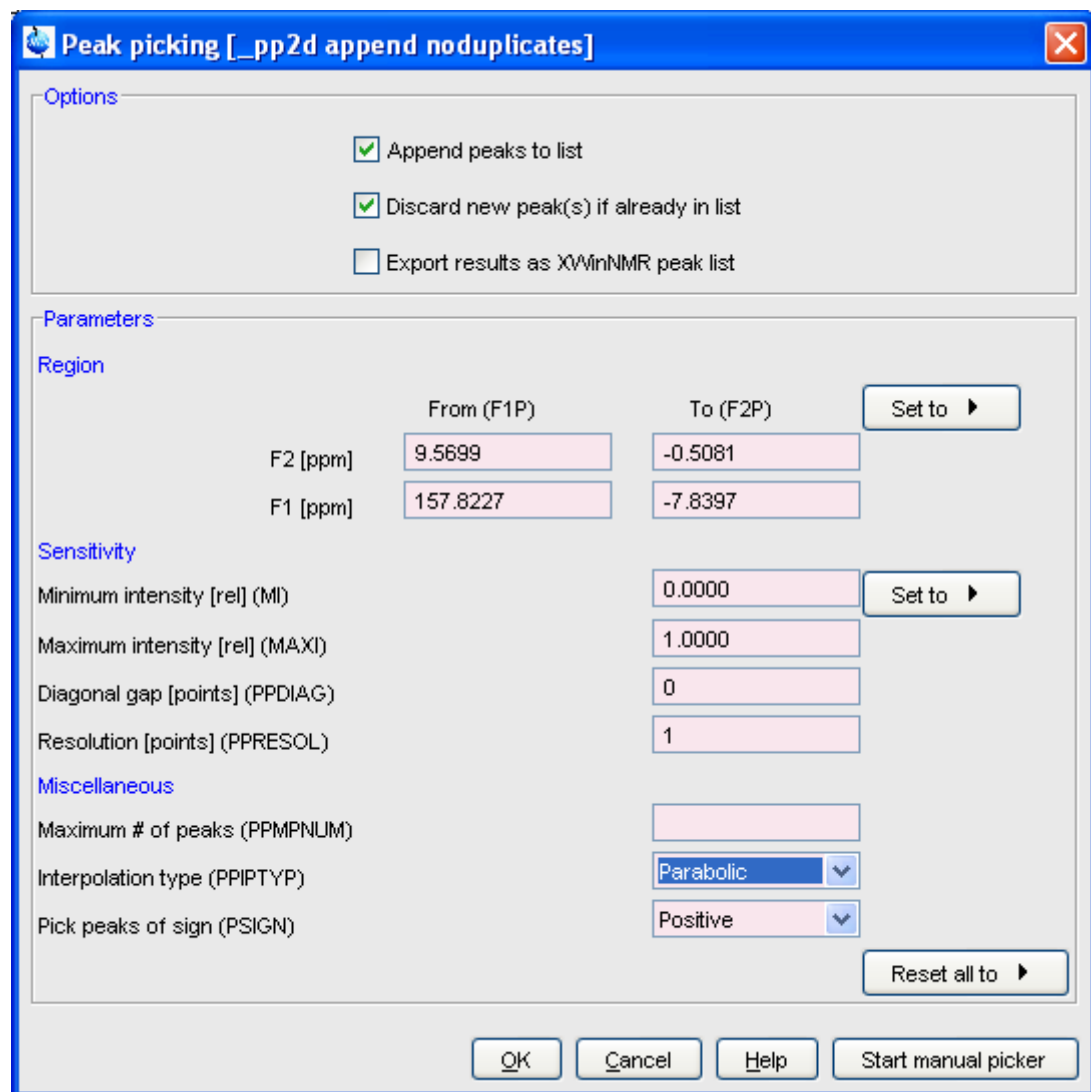 Peak picking [_pp2d append noduplicates]
Options
Append peaks to list
Discard new peak(s) if already in list
Export results as XWinNMR peak list
Parameters
Region
From (F1P) To (F2P) Set to
F2 [ppm] 9.5699 -0.5081
F1 [ppm] 157.8227 -7.8397
Sensitivity
Minimum intensity [rel] (MI) 0.0000 Set to
Maximum intensity [rel] (MAXI) 1.0000
Diagonal gap [points] (PPDIAG) 0
Resolution [points] (PPRESOL) 1
Miscellaneous
Maximum # of peaks (PPMPNUM)
Interpolation type (PPIPTYP) Parabolic
Pick peaks of sign (PSIGN) Positive
Reset all to
OK Cancel Help Start manual picker